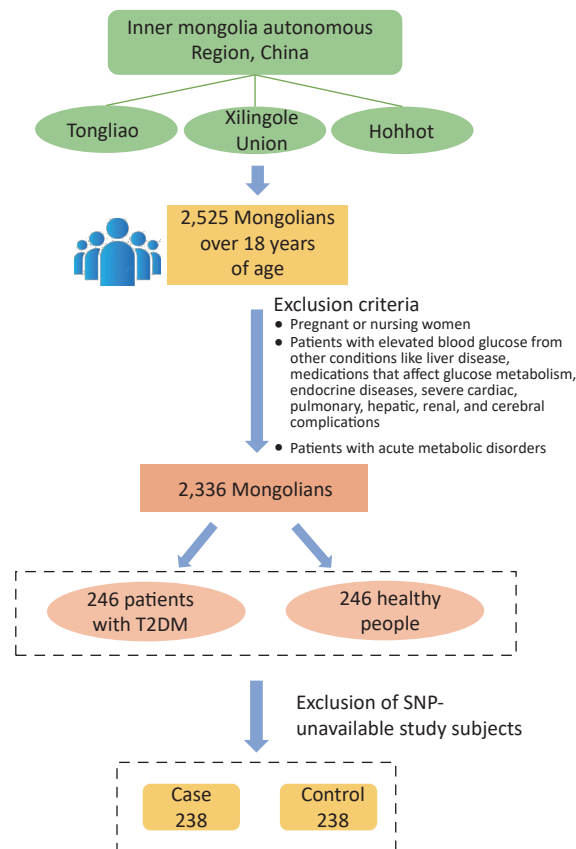 Inner mongolia autonomous
Region, China
Tongliao
Xilingole
Union
Hohhot
2,525 Mongolians
over 18 years
of age
Exclusion criteria
● Pregnant or nursing women
● Patients with elevated blood glucose from
other conditions like liver disease,
medications that affect glucose metabolism,
endocrine diseases, severe cardiac,
pulmonary, hepatic, renal, and cerebral
complications
● Patients with acute metabolic disorders
2,336 Mongolians
246 patients
with T2DM
246 healthy
people
Exclusion of SNP-
unavailable study subjects
Case
238
Control
238